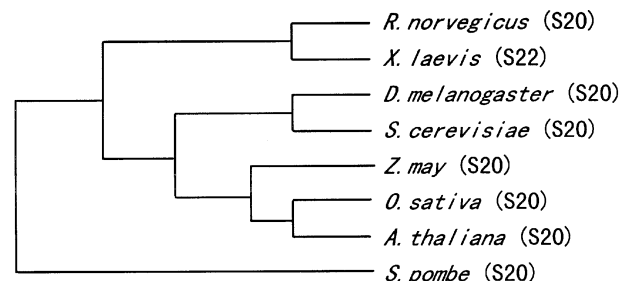 R. norvegicus (S20)
X. laevis (S22)
D. melanogaster (S20)
S. cerevisiae (S20)
Z. may (S20)
O. sativa (S20)
A. thaliana (S20)
S. pombe (S20)